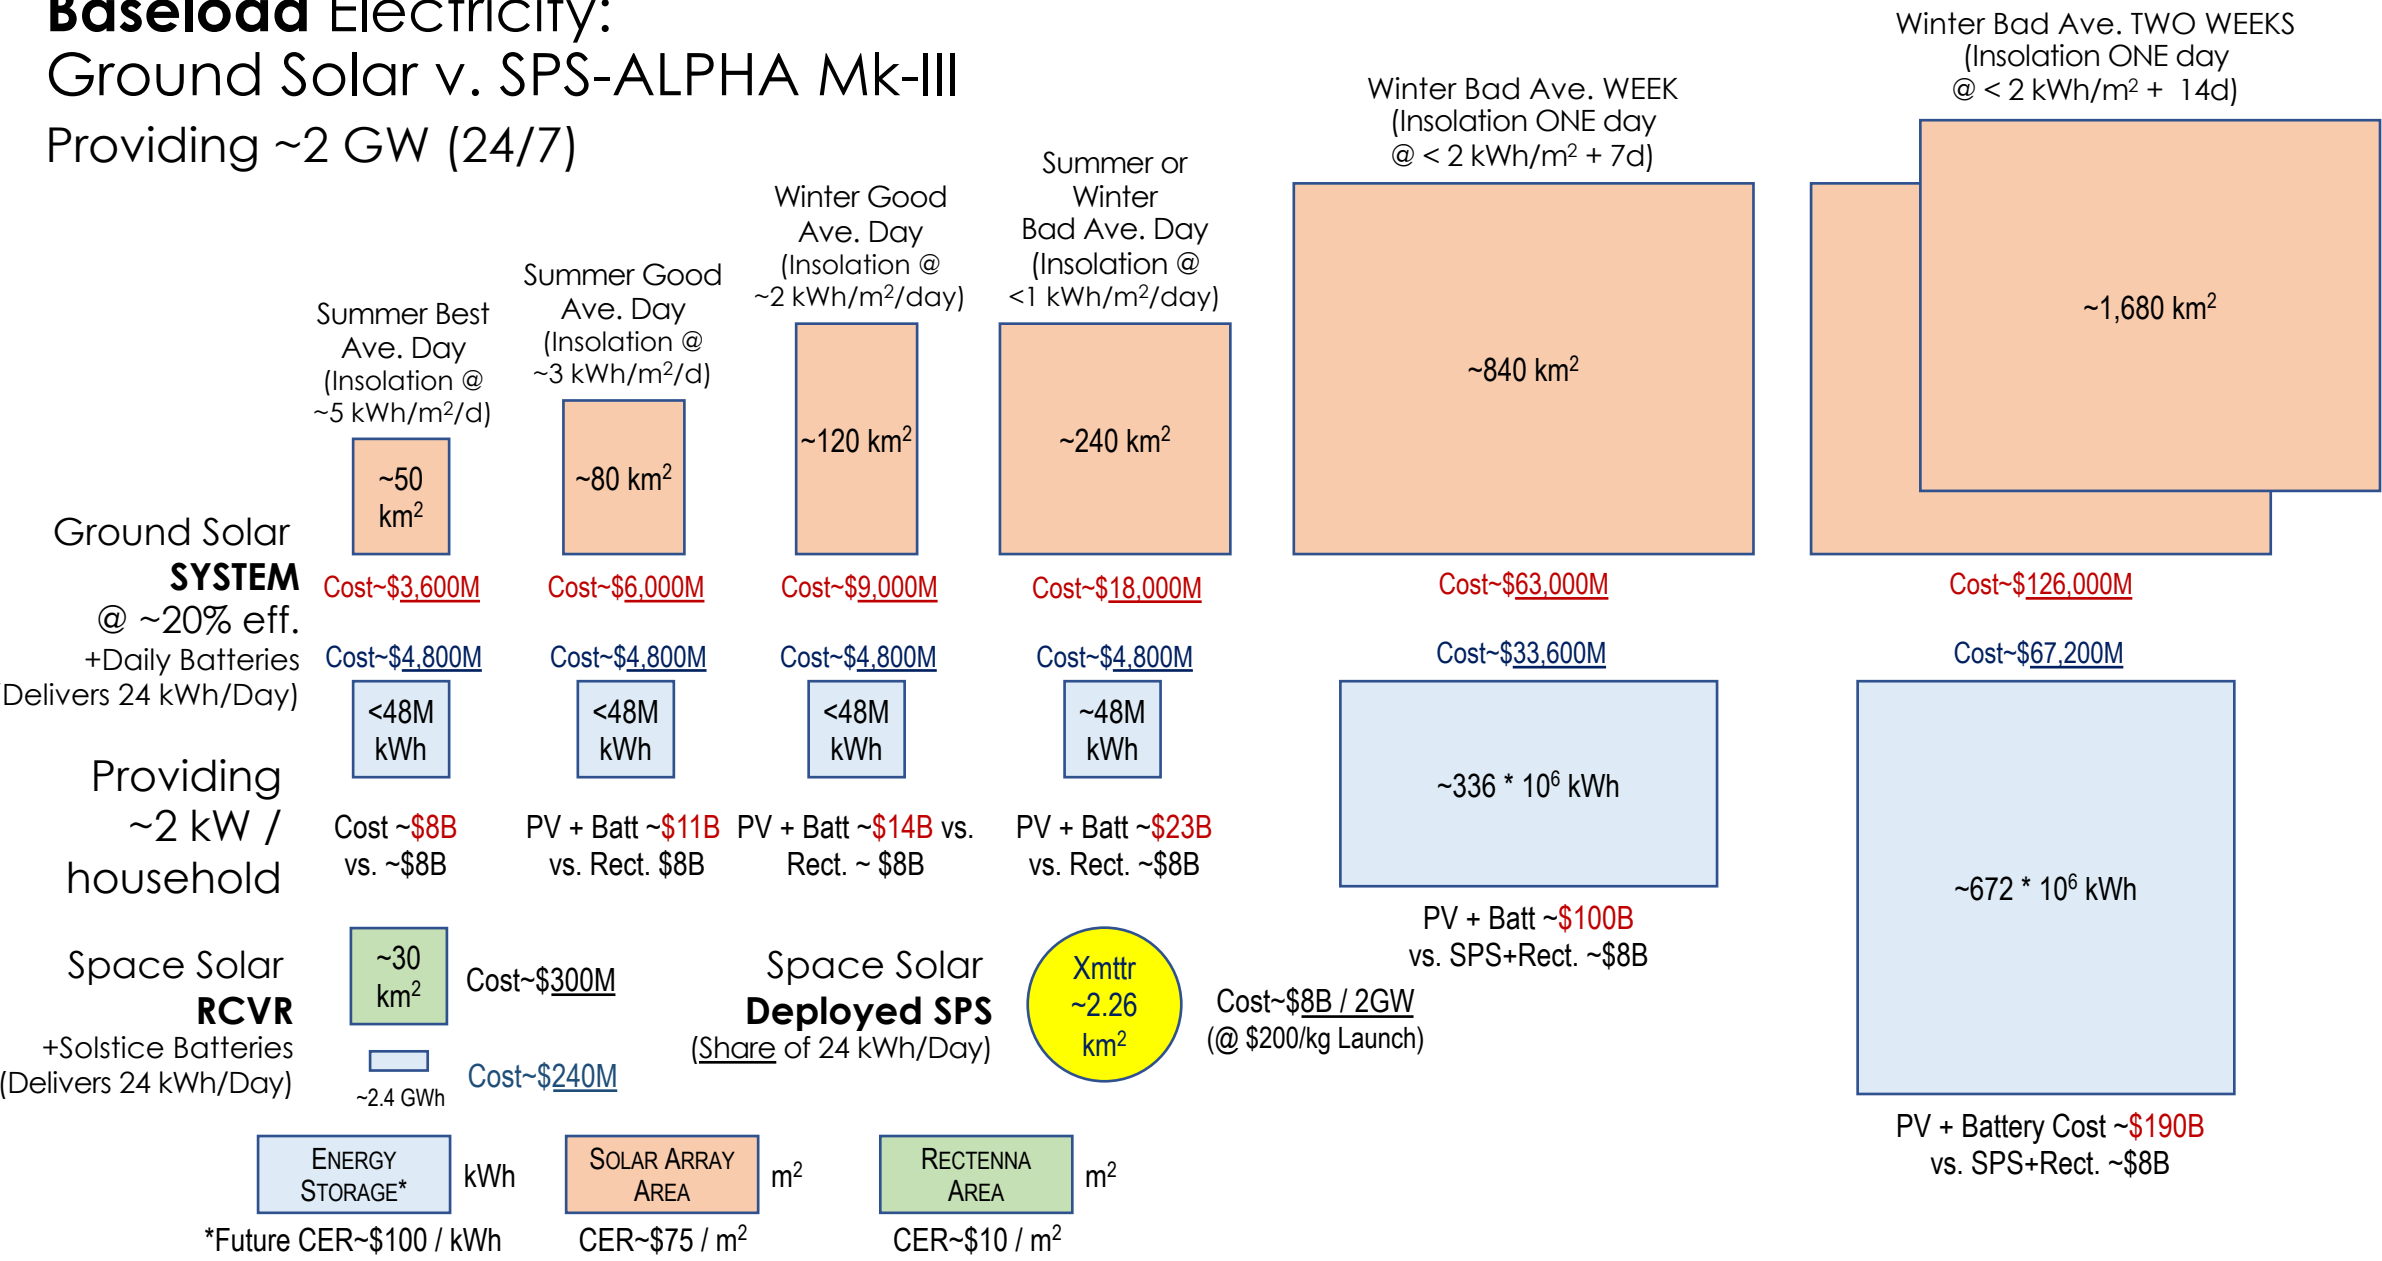 Baseload Electricity:
Ground Solar v. SPS-ALPHA Mk-III
Providing ~2 GW (24/7)
Summer Best
Ave. Day
(Insolation @
~5 kWh/m²/d)
Summer Good
Ave. Day
(Insolation @
~3 kWh/m²/d)
Winter Good
Ave. Day
(Insolation @
~2 kWh/m²/day)
Summer or
Winter
Bad Ave. Day
(Insolation @
<1 kWh/m²/day)
Winter Bad Ave. WEEK
(Insolation ONE day
@ < 2 kWh/m² + 7d)
Winter Bad Ave. TWO WEEKS
(Insolation ONE day
@ < 2 kWh/m² + 14d)
~50
km²
~80 km²
~120 km²
~240 km²
~840 km²
~1,680 km²
Ground Solar
SYSTEM
@ ~20% eff.
+Daily Batteries
(Delivers 24 kWh/Day)
Cost~$3,600M
Cost~$6,000M
Cost~$9,000M
Cost~$18,000M
Cost~$63,000M
Cost~$126,000M
Cost~$4,800M
Cost~$4,800M
Cost~$4,800M
Cost~$4,800M
Cost~$33,600M
Cost~$67,200M
<48M
kWh
<48M
kWh
<48M
kWh
~48M
kWh
~336 * 10⁶ kWh
~672 * 10⁶ kWh
Providing
~2 kW /
household
Cost ~$8B
vs. ~$8B
PV + Batt ~$11B
vs. Rect. $8B
PV + Batt ~$14B vs.
Rect. ~ $8B
PV + Batt ~$23B
vs. Rect. ~$8B
PV + Batt ~$100B
vs. SPS+Rect. ~$8B
PV + Battery Cost ~$190B
vs. SPS+Rect. ~$8B
Space Solar
RCVR
+Solstice Batteries
(Delivers 24 kWh/Day)
~30
km²
Cost~$300M
~2.4 GWh
Cost~$240M
Space Solar
Deployed SPS
(Share of 24 kWh/Day)
Xmttr
~2.26
km²
Cost~$8B / 2GW
(@ $200/kg Launch)
ENERGY
STORAGE*
kWh
*Future CER~$100 / kWh
SOLAR ARRAY
AREA
m²
CER~$75 / m²
RECTENNA
AREA
m²
CER~$10 / m²